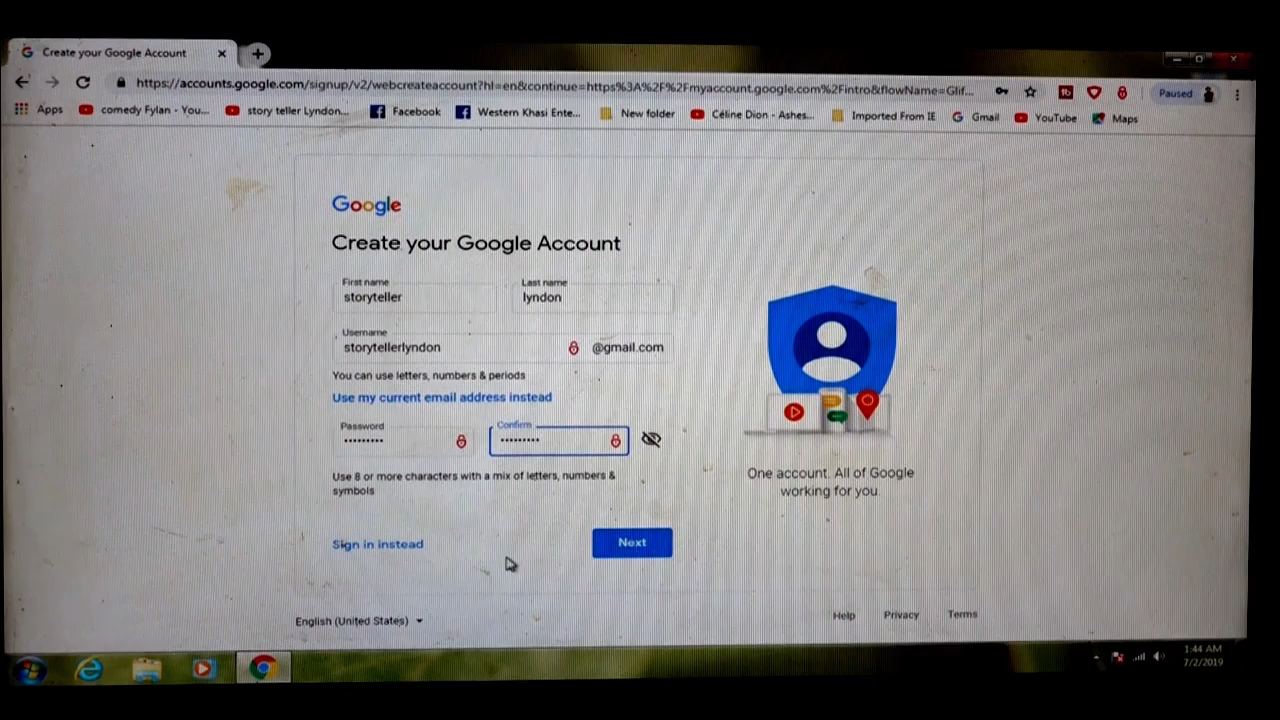 Create your Google Account
https://accounts.google.com/signup/v2/webcreateaccount?hl=en&continue=https%3A%2F%2Fmyaccount.google.com%2Fintro&flowName=Glif...
Paused
Apps comedy Fylan - You... story teller Lyndon... Facebook Western Khasi Ente... New folder Céline Dion - Ashes... Imported From IE Gmail YouTube Maps
Google
Create your Google Account
First name Last name
storyteller lyndon
Username
storytellerlyndon @gmail.com
You can use letters, numbers & periods
Use my current email address instead
Password Confirm
••••••••• •••••••••
Use 8 or more characters with a mix of letters, numbers &
symbols
One account. All of Google
working for you.
Sign in instead Next
English (United States) Help Privacy Terms
1:44 AM
7/2/2019